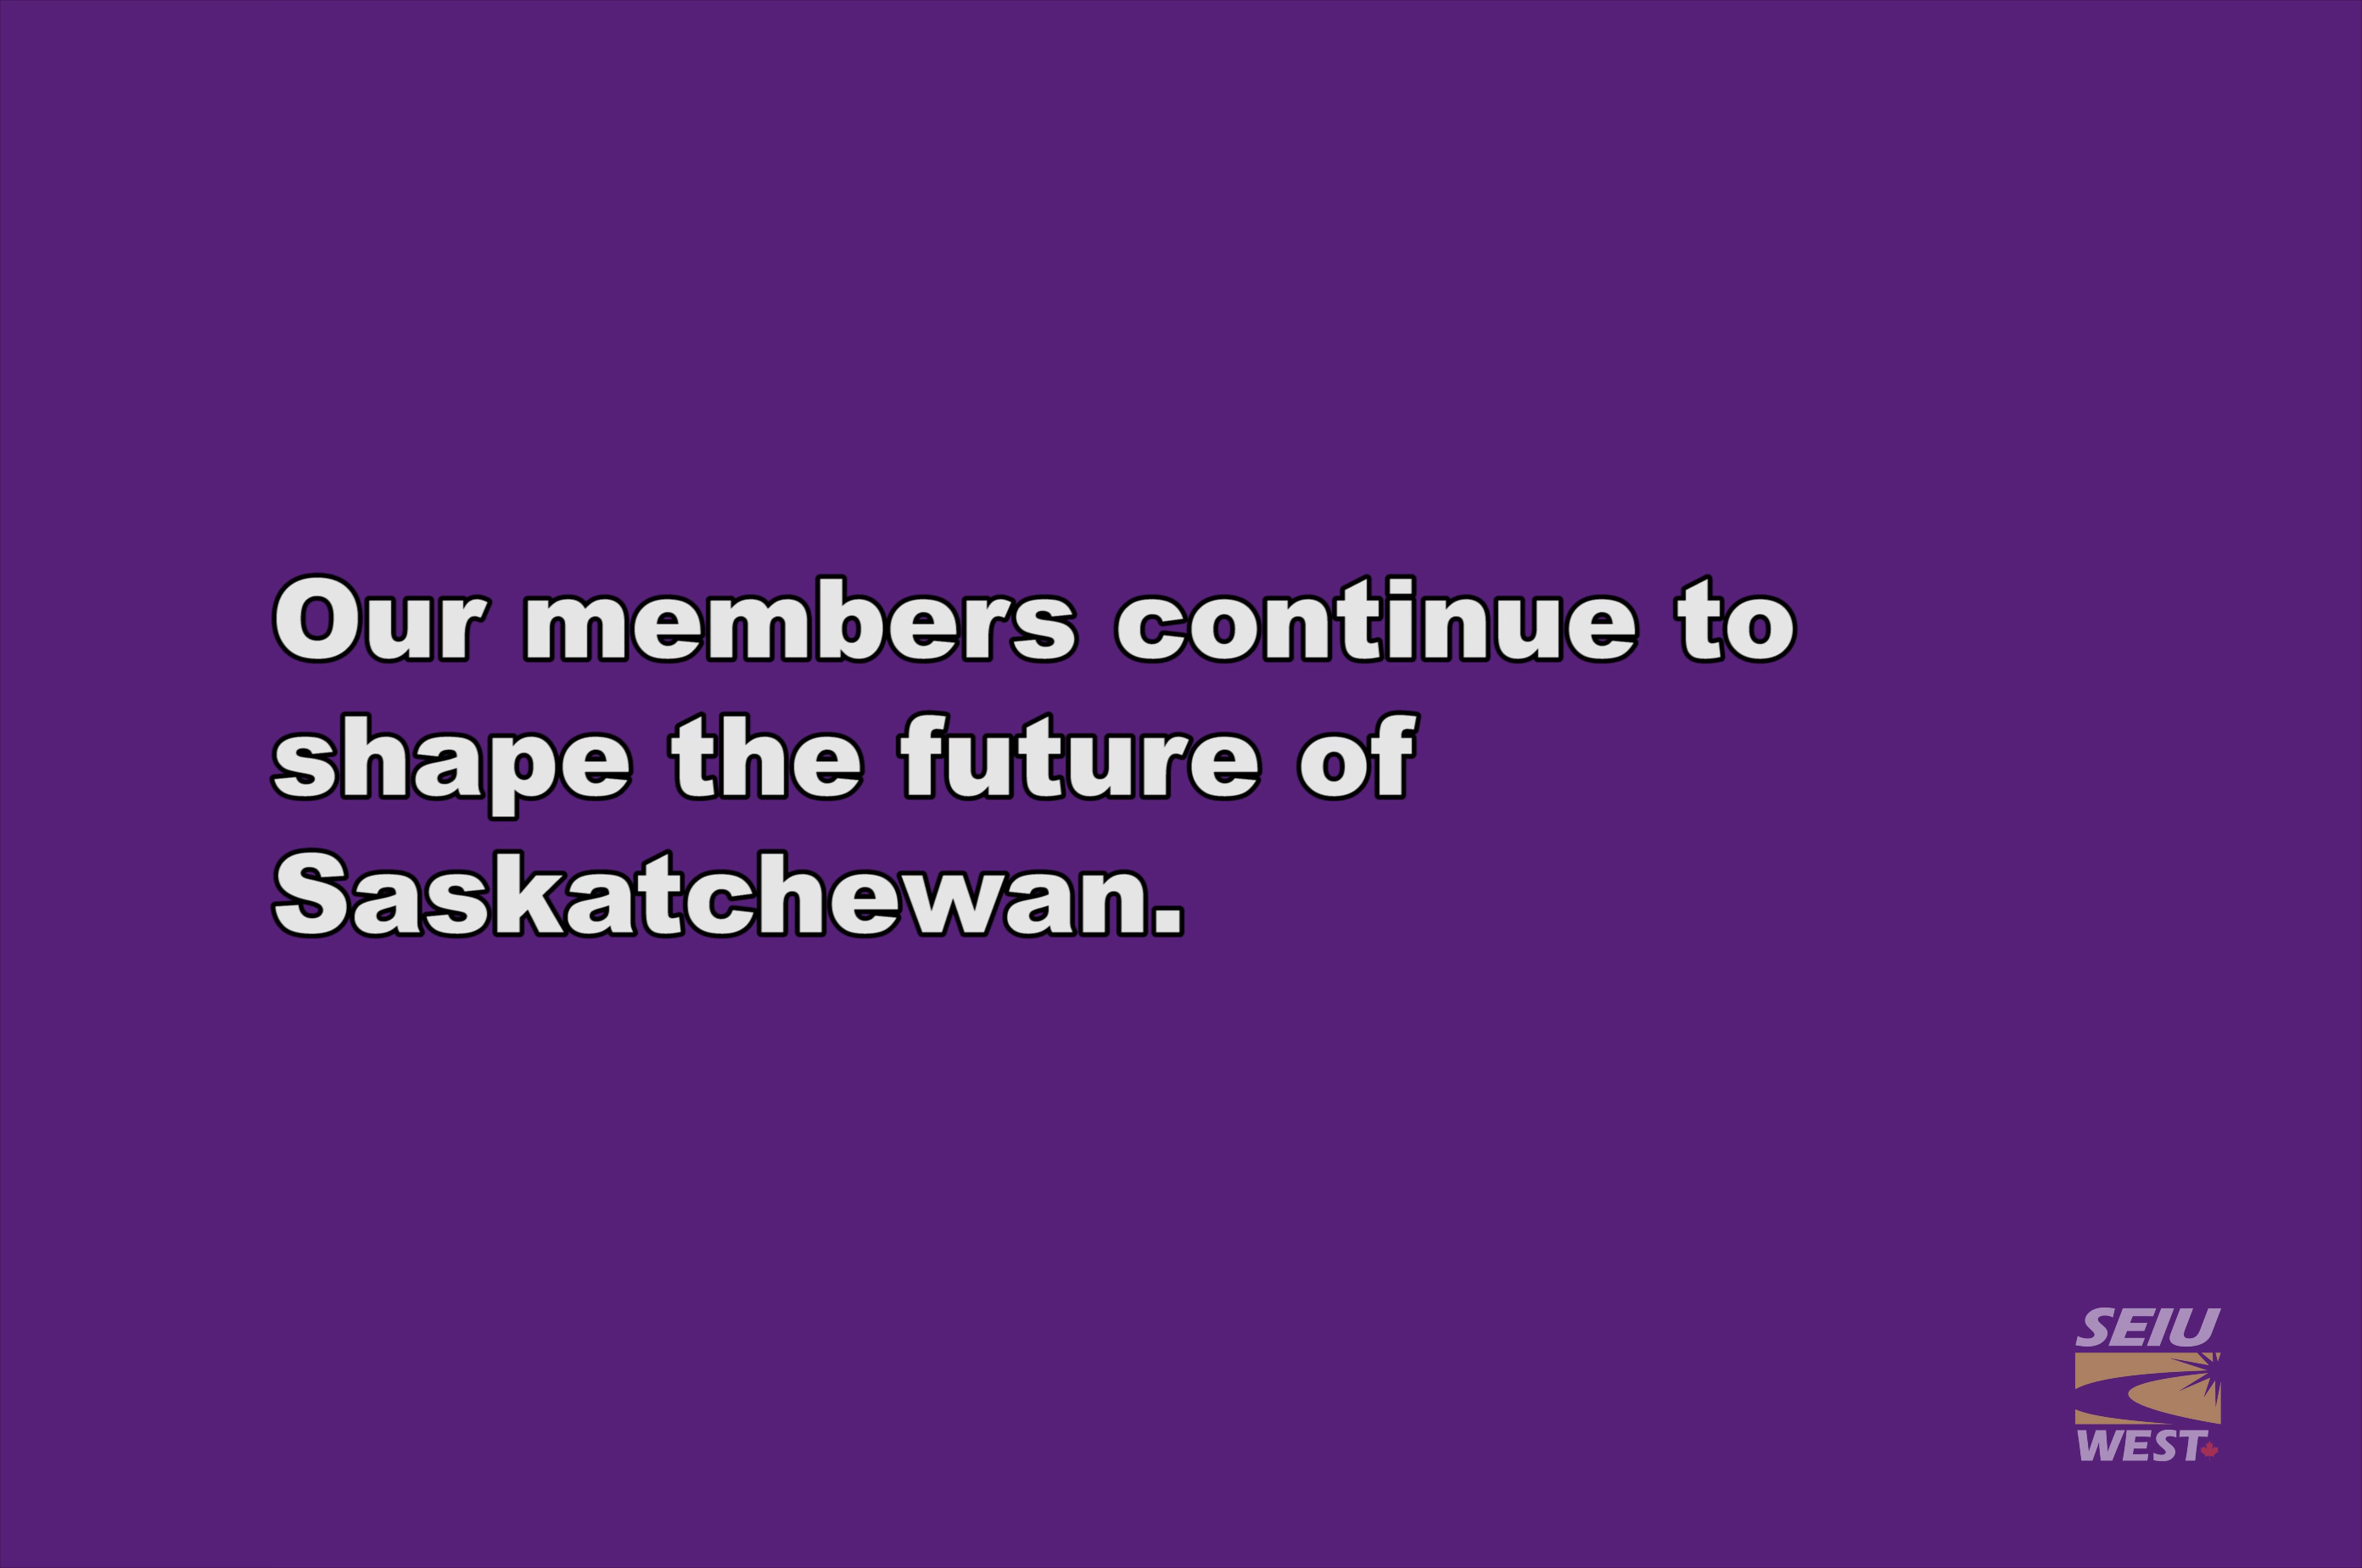 Our members continue to
shape the future of
Saskatchewan.
SEIU
WEST